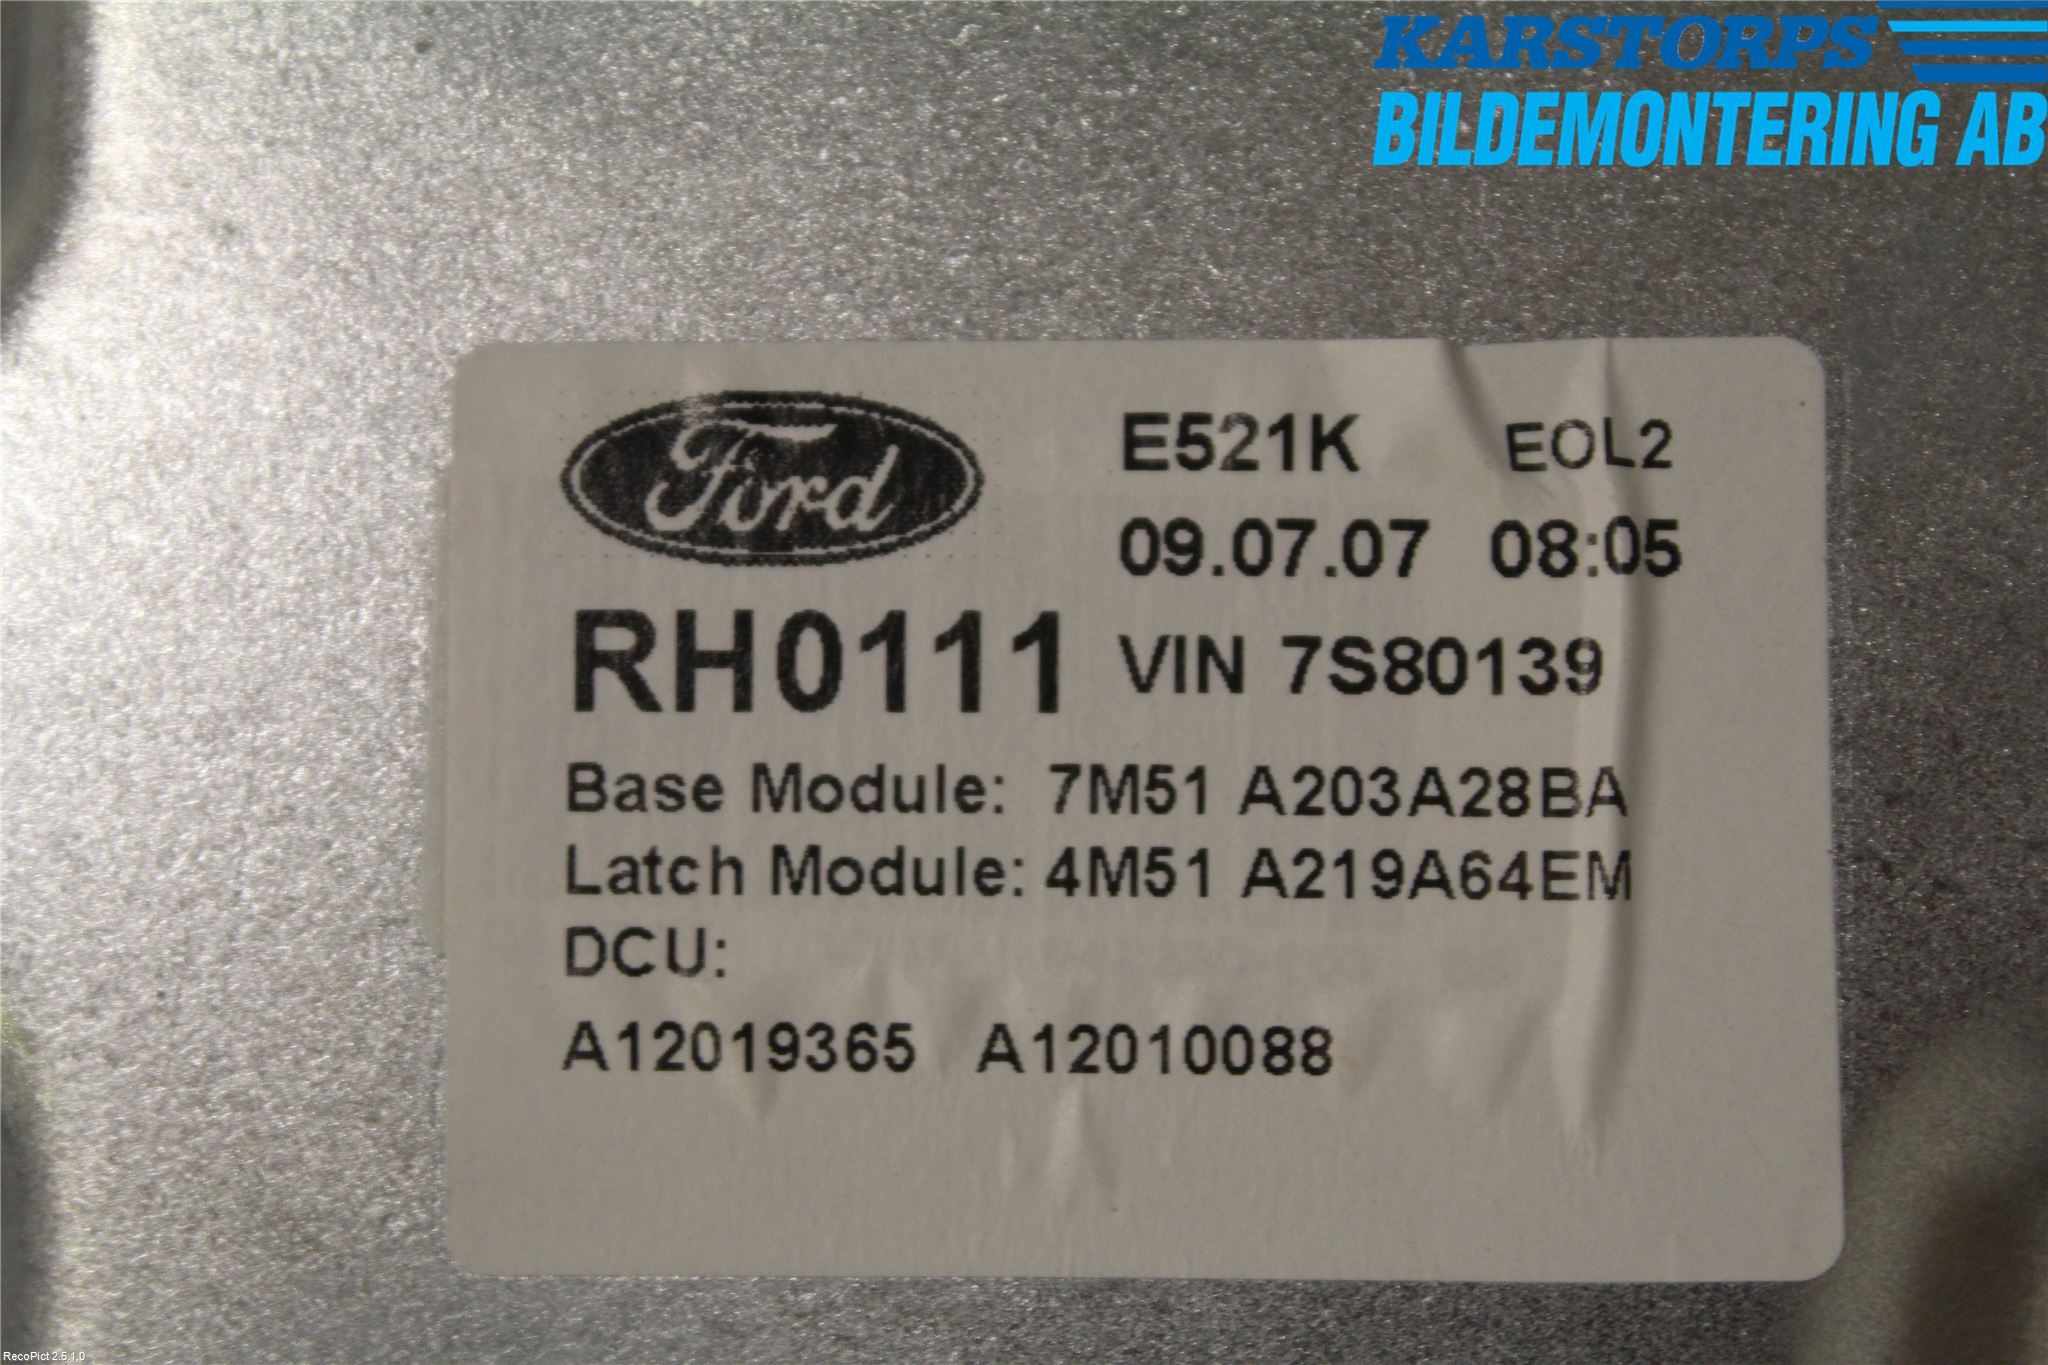 KARSTORPS
BILDEMONTERING AB
Ford
E521K EOL2
09.07.07 08:05
RH0111 VIN 7S80139
Base Module: 7M51 A203A28BA
Latch Module: 4M51 A219A64EM
DCU:
A12019365 A12010088
RecoPict 2.5.1.0